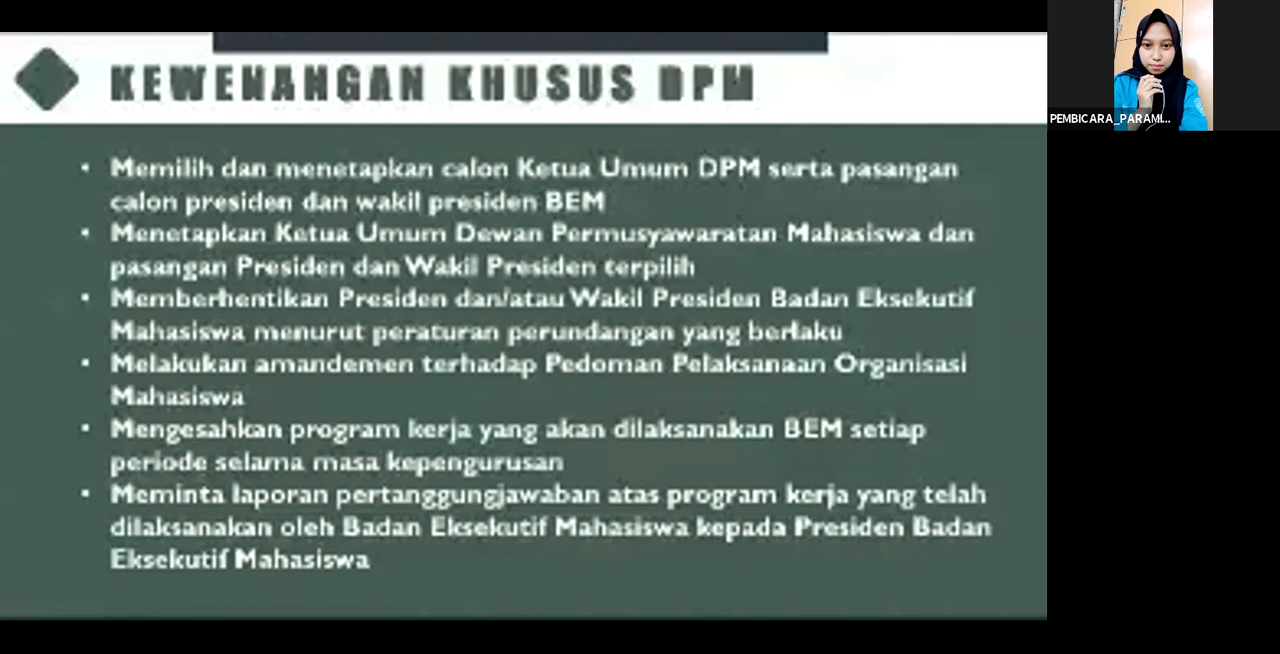 KEWENANGAN KHUSUS DPM
• Memilih dan menetapkan calon Ketua Umum DPM serta pasangan
calon presiden dan wakil presiden BEM
• Menetapkan Ketua Umum Dewan Permusyawaratan Mahasiswa dan
pasangan Presiden dan Wakil Presiden terpilih
• Memberhentikan Presiden dan/atau Wakil Presiden Badan Eksekutif
Mahasiswa menurut peraturan perundangan yang berlaku
• Melakukan amandemen terhadap Pedoman Pelaksanaan Organisasi
Mahasiswa
• Mengesahkan program kerja yang akan dilaksanakan BEM setiap
periode selama masa kepengurusan
• Meminta laporan pertanggungjawaban atas program kerja yang telah
dilaksanakan oleh Badan Eksekutif Mahasiswa kepada Presiden Badan
Eksekutif Mahasiswa
PEMBICARA_PARAMI...